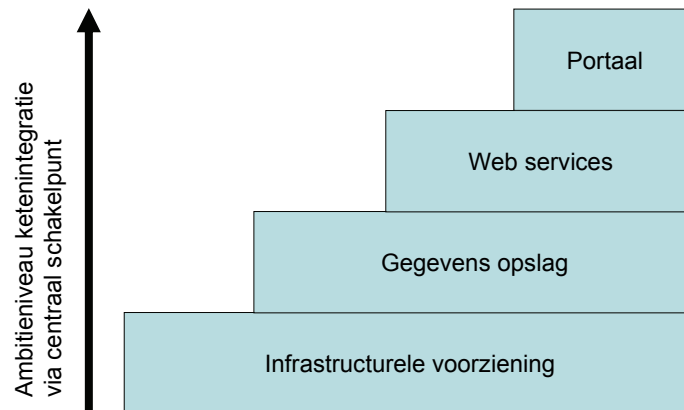 Portaal
Web services
Gegevens opslag
Infrastructurele voorziening
Ambitieniveau ketenintegratie
via centraal schakelpunt